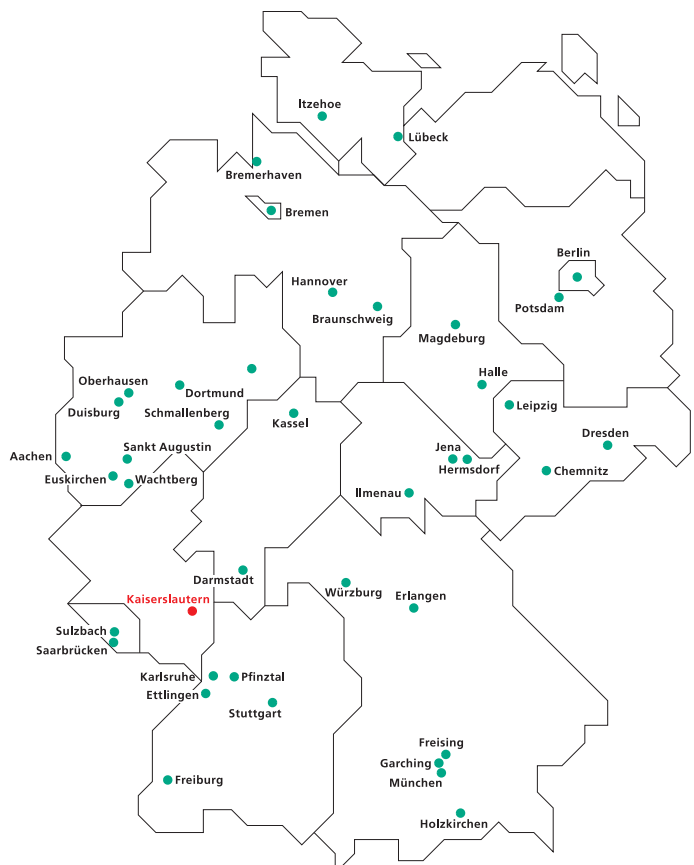 Itzehoe
Lübeck
Bremerhaven
Bremen
Berlin
Hannover
Potsdam
Braunschweig
Magdeburg
Oberhausen
Dortmund
Halle
Duisburg
Schmallenberg
Kassel
Leipzig
Dresden
Aachen
Sankt Augustin
Jena
Hermsdorf
Chemnitz
Euskirchen
Wachtberg
Ilmenau
Darmstadt
Würzburg
Kaiserslautern
Erlangen
Sulzbach
Saarbrücken
Karlsruhe
Pfinztal
Ettlingen
Stuttgart
Freising
Garching
München
Freiburg
Holzkirchen